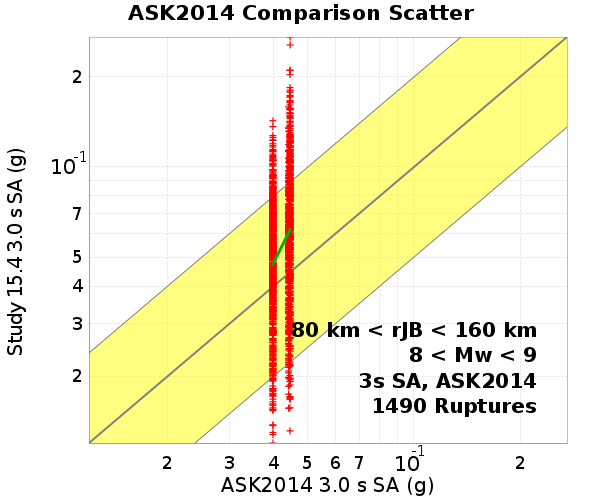 ASK2014 Comparison Scatter
Study 15.4 3.0 s SA (g)
2
10-1
7
5
4
3
2
80 km < rJB < 160 km
8 < Mw < 9
3s SA, ASK2014
1490 Ruptures
2 3 4 5 6 7 10-1 2
ASK2014 3.0 s SA (g)